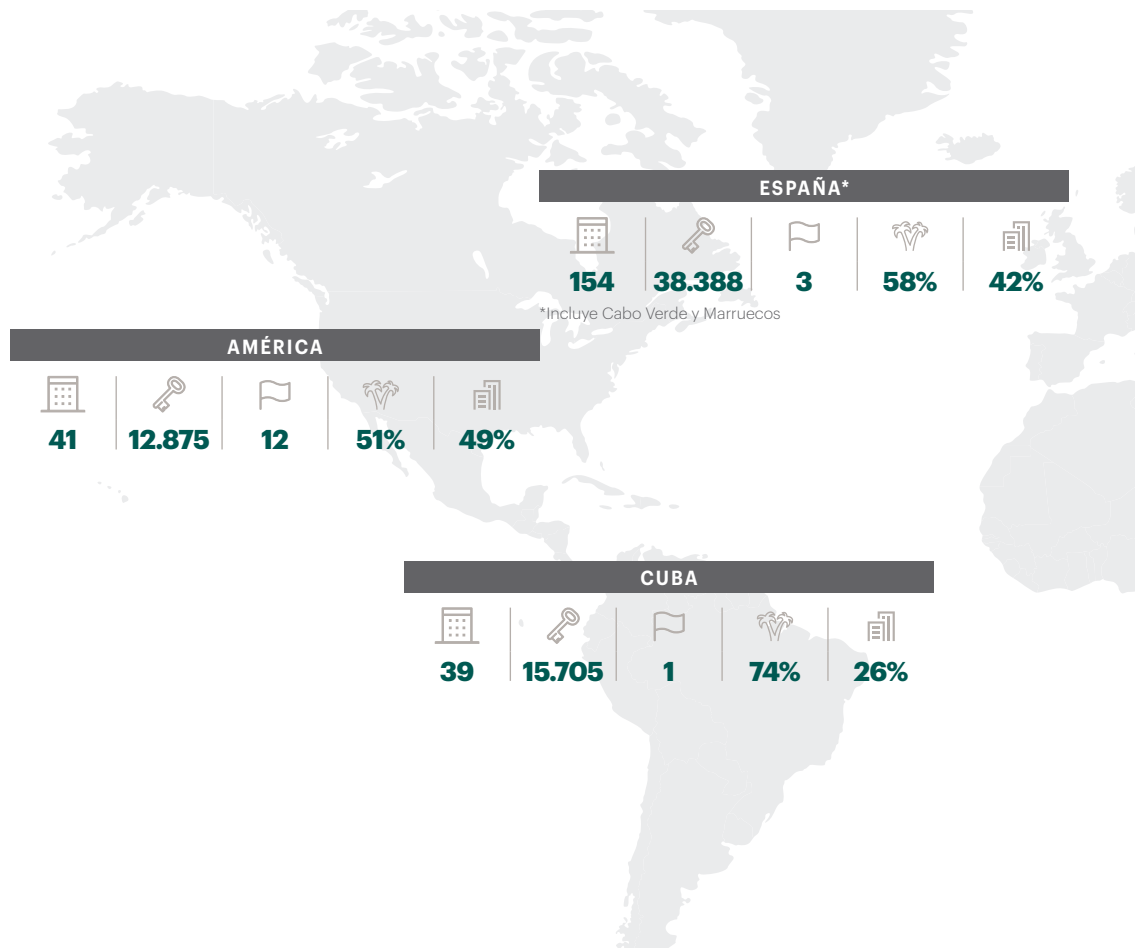 ESPAÑA*
154 38.388 3 58% 42%
*Incluye Cabo Verde y Marruecos
AMÉRICA
41 12.875 12 51% 49%
CUBA
39 15.705 1 74% 26%